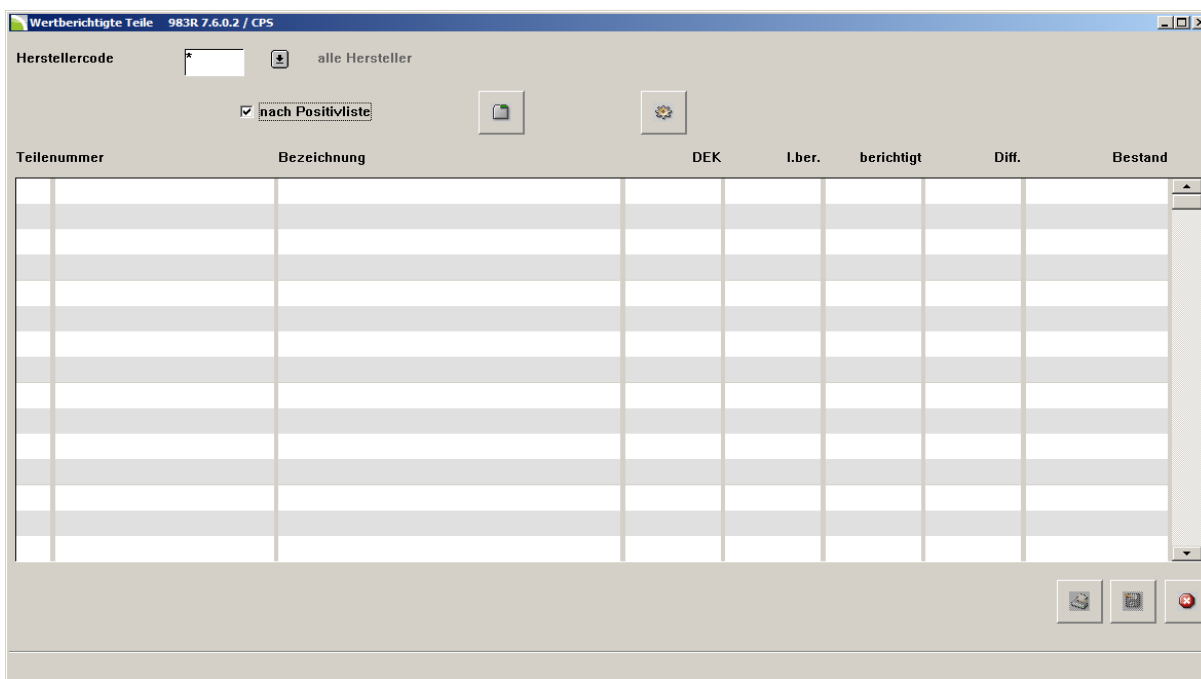 Wertberichtigte Teile 983R 7.6.0.2 / CPS
Herstellercode * alle Hersteller
nach Positivliste
Teilenummer Bezeichnung DEK l.ber. berichtigt Diff. Bestand